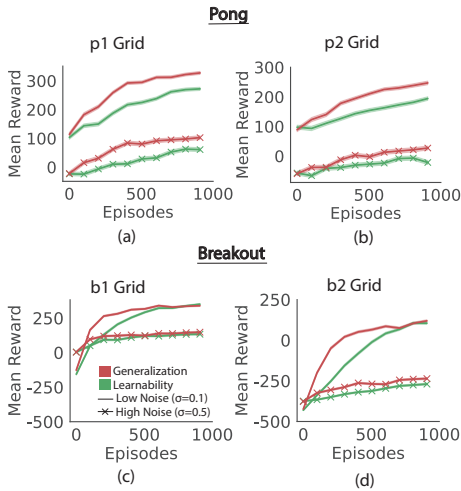 Pong
p1 Grid
p2 Grid
Mean Reward
300
200
100
0
0
500
1000
Episodes
(a)
Mean Reward
300
200
100
0
0
500
1000
Episodes
(b)
Breakout
b1 Grid
b2 Grid
Mean Reward
250
0
-250
-500
Generalization
Learnability
Low Noise (σ=0.1)
High Noise (σ=0.5)
0
500
1000
Episodes
(c)
Mean Reward
250
0
-250
-500
0
500
1000
Episodes
(d)